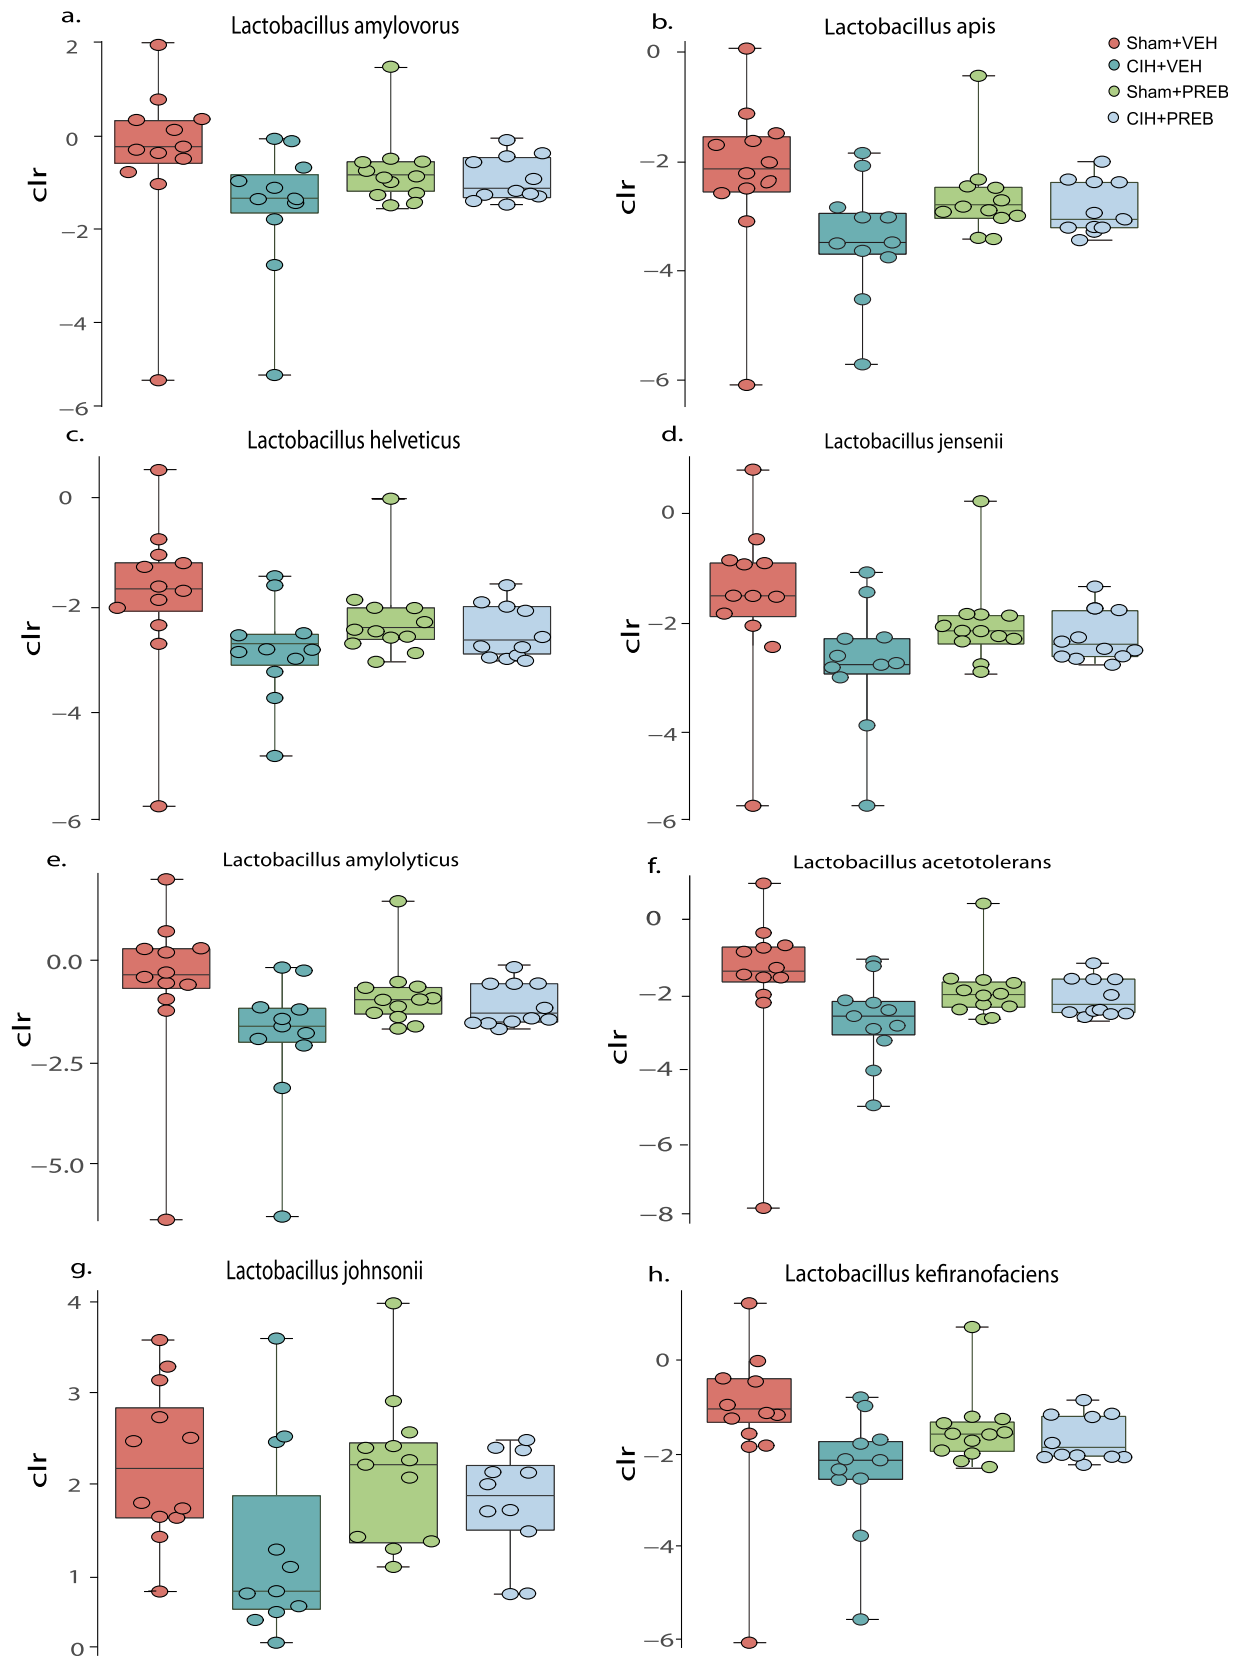 a.
Lactobacillus amylovorus
2
0
−2
−4
−6
clr
b.
Lactobacillus apis
0
−2
−4
−6
clr
Sham+VEH
CIH+VEH
Sham+PREB
CIH+PREB
c.
Lactobacillus helveticus
0
−2
−4
−6
clr
d.
Lactobacillus jensenii
0
−2
−4
−6
clr
e.
Lactobacillus amylolyticus
0.0
−2.5
−5.0
clr
f.
Lactobacillus acetotolerans
0
−2
−4
−6
−8
clr
g.
Lactobacillus johnsonii
4
3
2
1
0
clr
h.
Lactobacillus kefiranofaciens
0
−2
−4
−6
clr